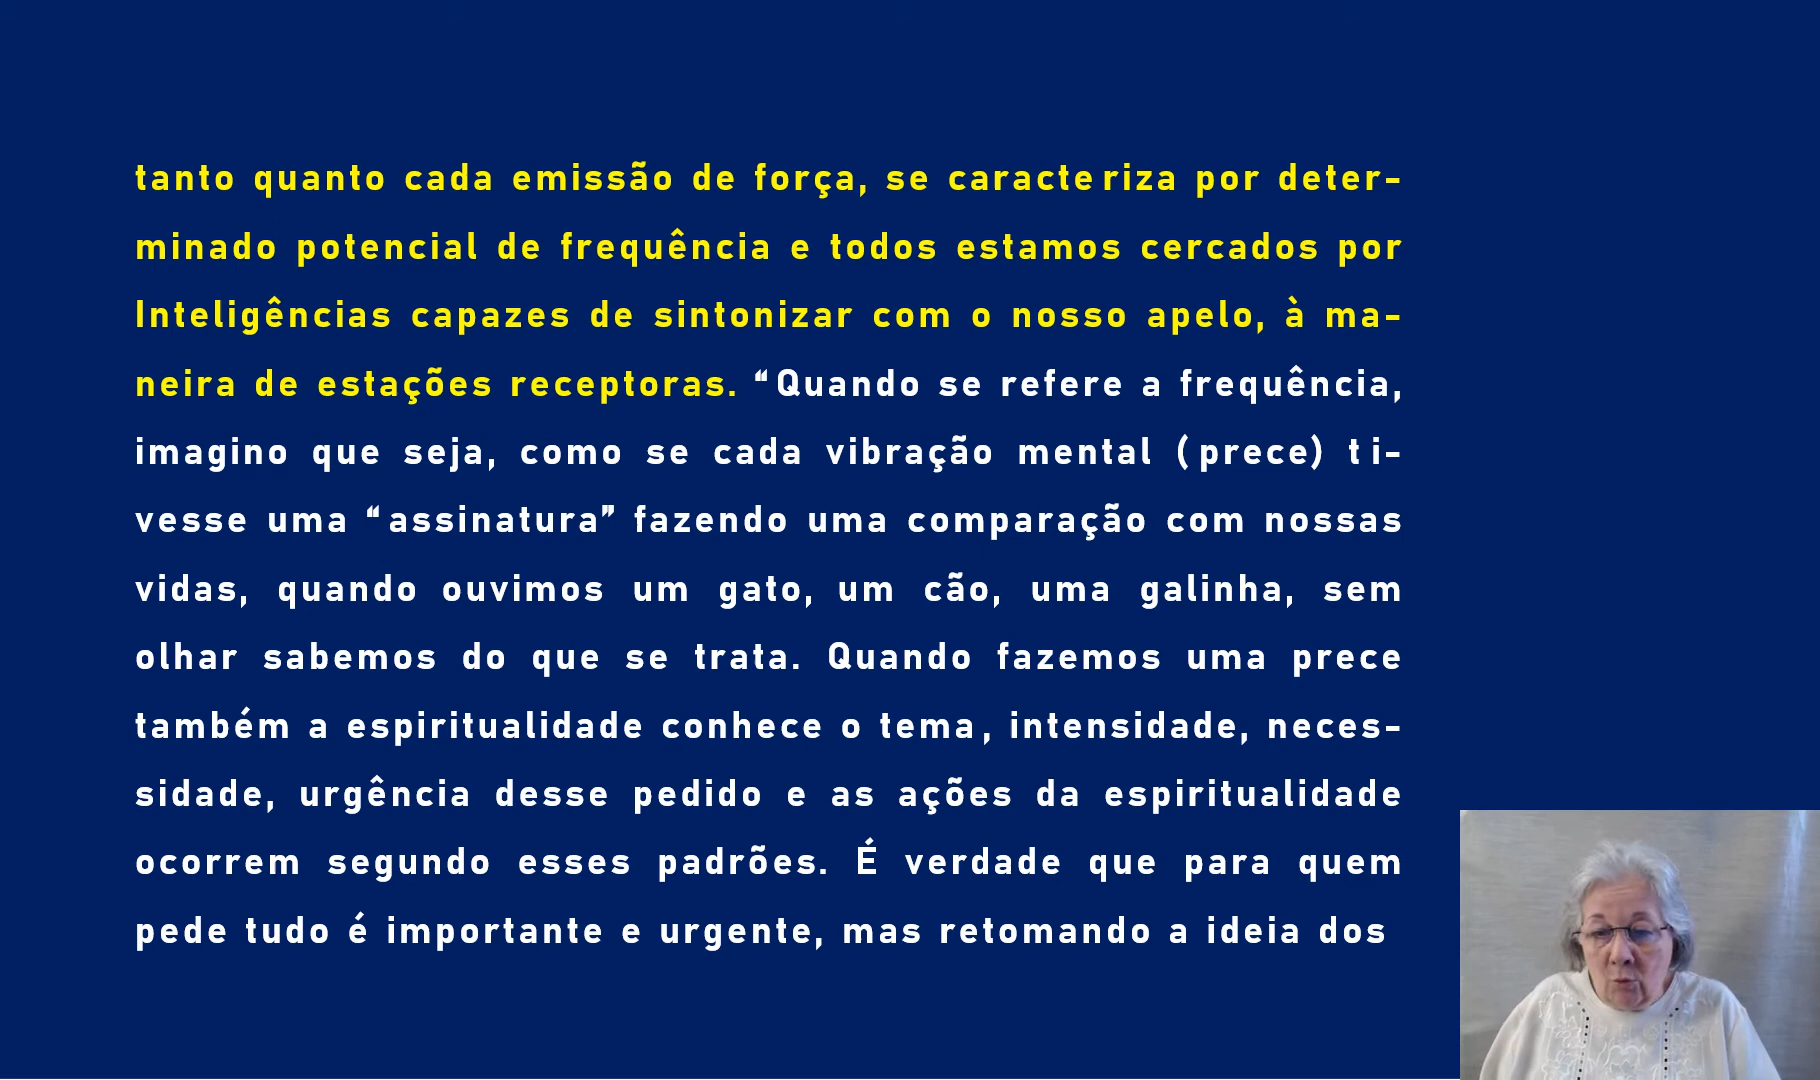 tanto quanto cada emissão de força, se caracteriza por deter-
minado potencial de frequência e todos estamos cercados por
Inteligências capazes de sintonizar com o nosso apelo, à ma-
neira de estações receptoras. “Quando se refere a frequência,
imagino que seja, como se cada vibração mental (prece) ti-
vesse uma “assinatura” fazendo uma comparação com nossas
vidas, quando ouvimos um gato, um cão, uma galinha, sem
olhar sabemos do que se trata. Quando fazemos uma prece
também a espiritualidade conhece o tema, intensidade, neces-
sidade, urgência desse pedido e as ações da espiritualidade
ocorrem segundo esses padrões. É verdade que para quem
pede tudo é importante e urgente, mas retomando a ideia dos